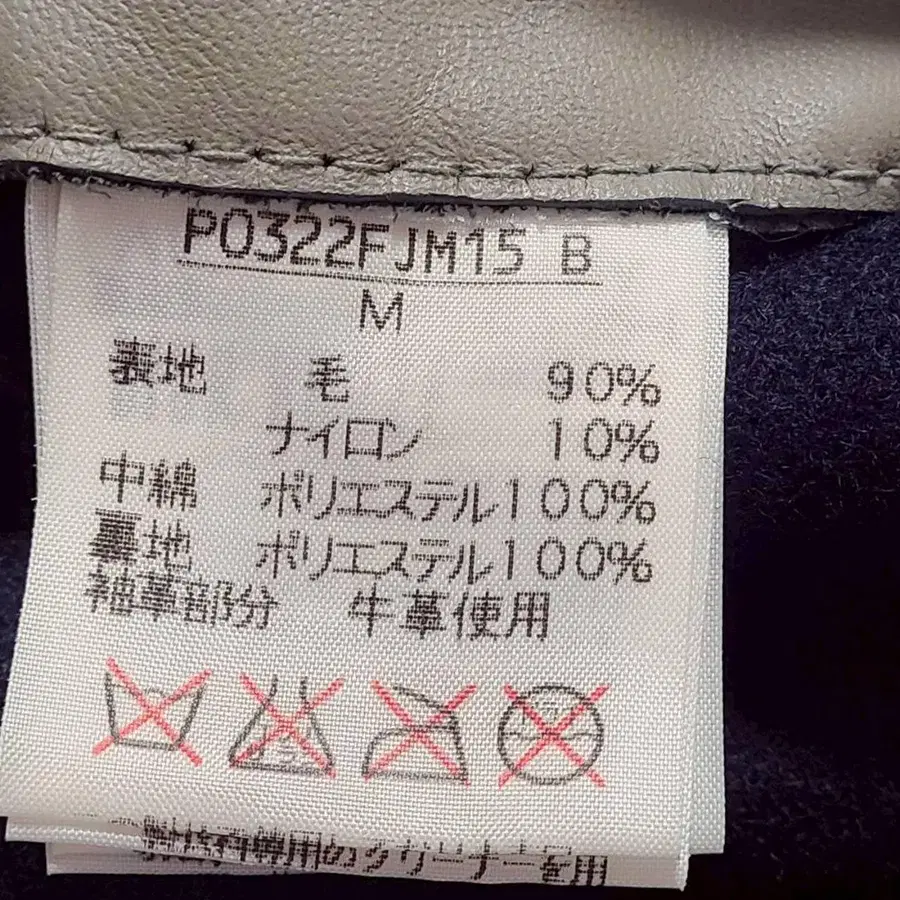 P0322FJM15 B
M
表地 毛 90%
ナイロン 10%
中綿 ポリエステル100%
裏地 ポリエステル100%
袖革部分 牛革使用